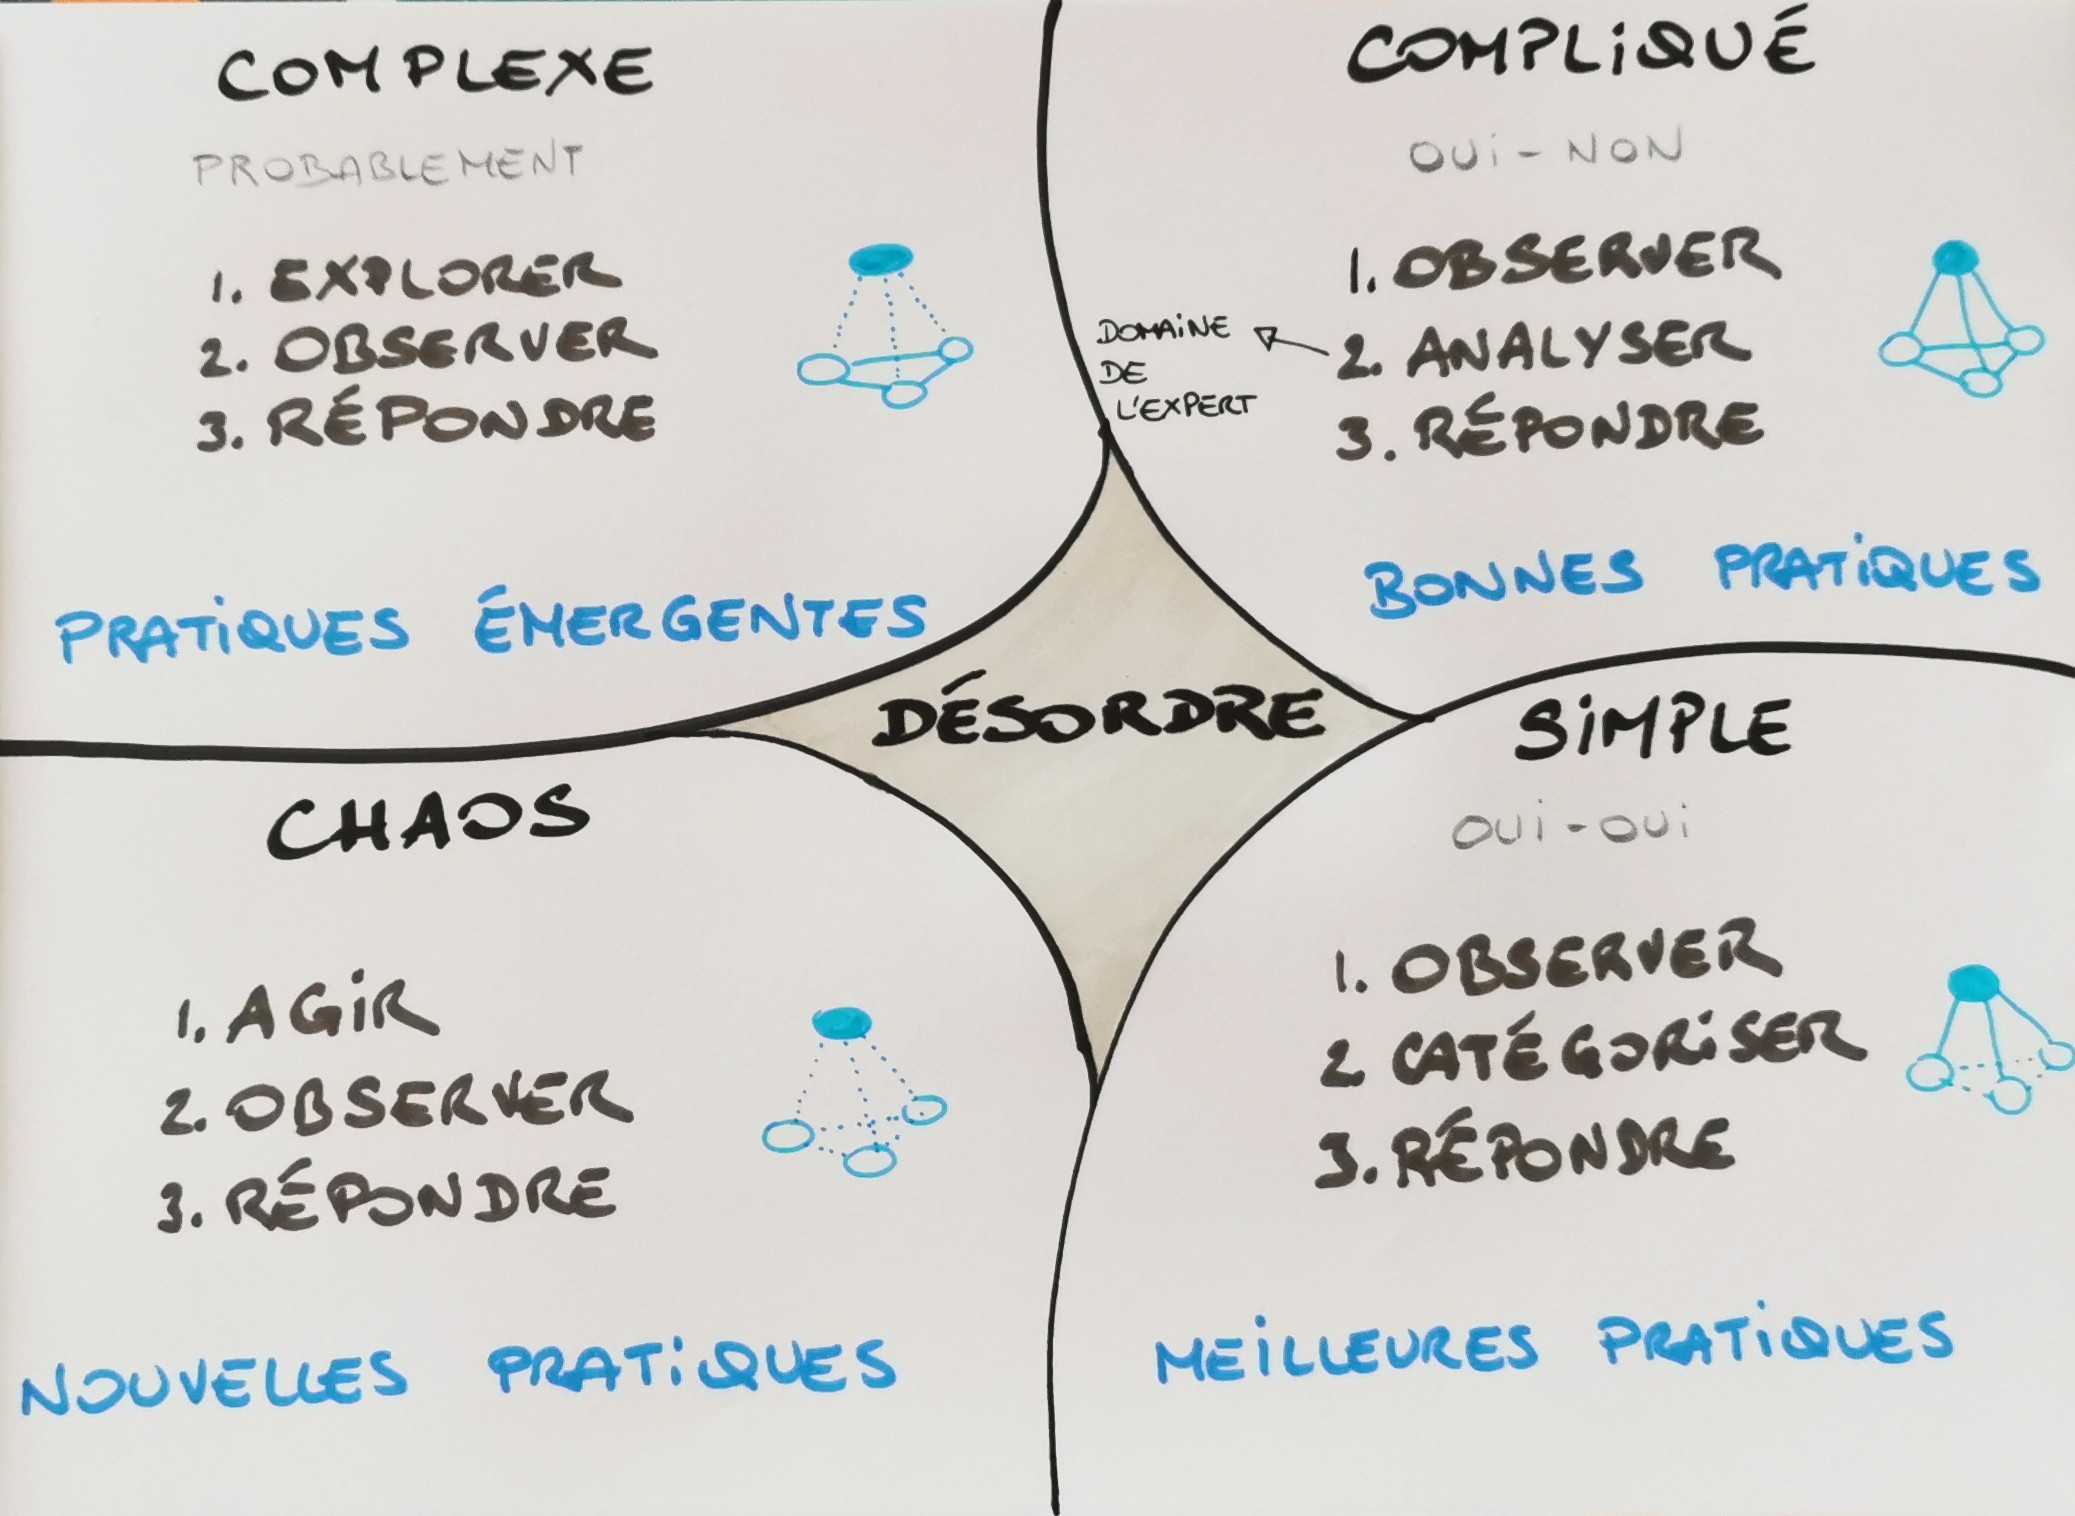 COMPLEXE
PROBABLEMENT
1. EXPLORER
2. OBSERVER
3. RÉPONDRE
PRATIQUES ÉMERGENTES
COMPLIQUÉ
OUI - NON
1. OBSERVER
2. ANALYSER
3. RÉPONDRE
DOMAINE
DE
L'EXPERT
BONNES PRATIQUES
DÉSORDRE
CHAOS
1. AGIR
2. OBSERVER
3. RÉPONDRE
NOUVELLES PRATIQUES
SIMPLE
OUI - OUI
1. OBSERVER
2. CATÉGORISER
3. RÉPONDRE
MEILLEURES PRATIQUES